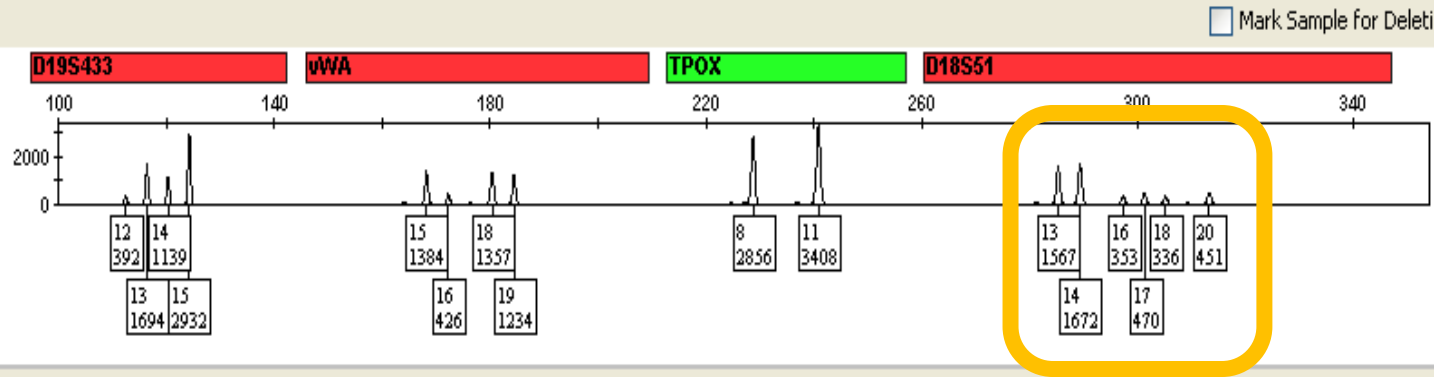 Mark Sample for Deleti
D19S433 vWA TPOX D18S51
100 140 180 220 260 300 340
2000
0
12 14 15 18 8 11 13 16 18 20
392 1139 1384 1357 2856 3408 1567 353 336 451
13 15 16 19 14 17
1694 2932 426 1234 1672 470